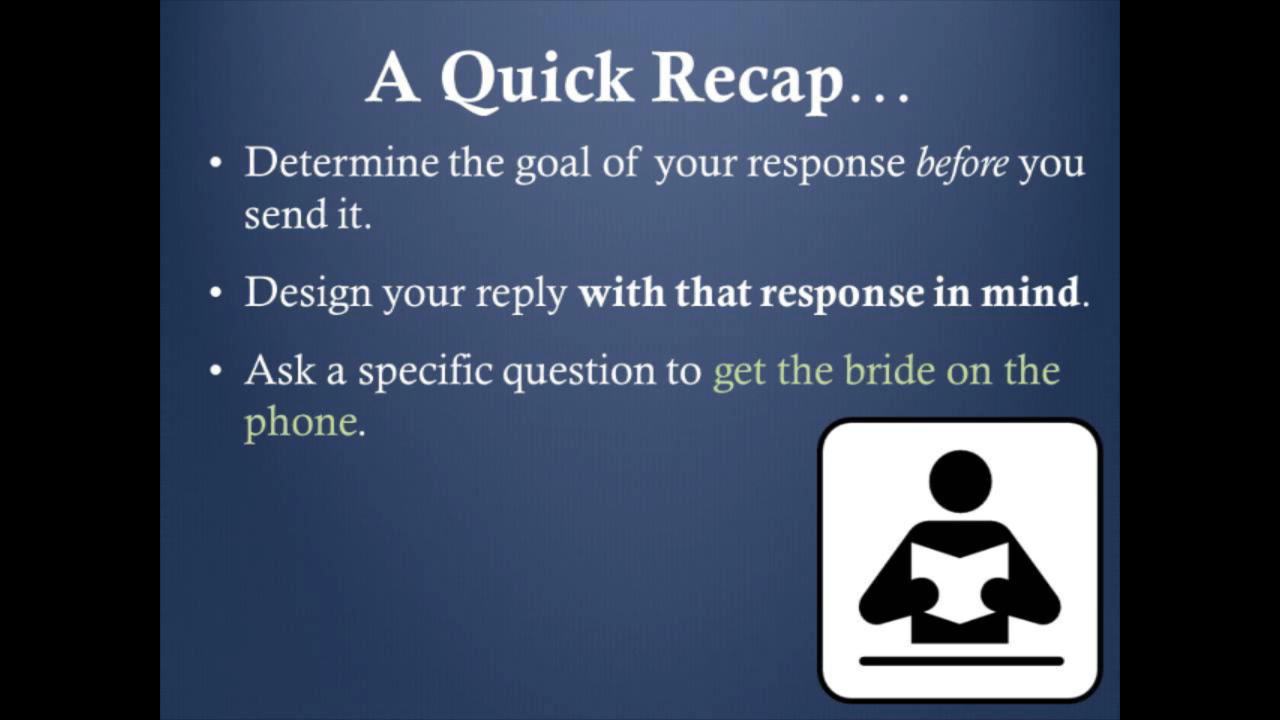 A Quick Recap...
• Determine the goal of your response before you
send it.
• Design your reply with that response in mind.
• Ask a specific question to get the bride on the
phone.